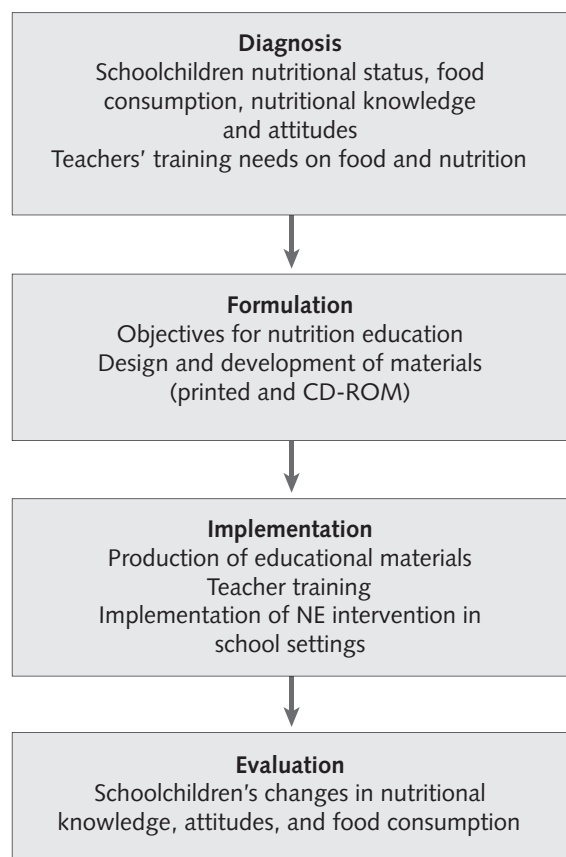 Diagnosis
Schoolchildren nutritional status, food
consumption, nutritional knowledge
and attitudes
Teachers’ training needs on food and nutrition
Formulation
Objectives for nutrition education
Design and development of materials
(printed and CD-ROM)
Implementation
Production of educational materials
Teacher training
Implementation of NE intervention in
school settings
Evaluation
Schoolchildren’s changes in nutritional
knowledge, attitudes, and food consumption